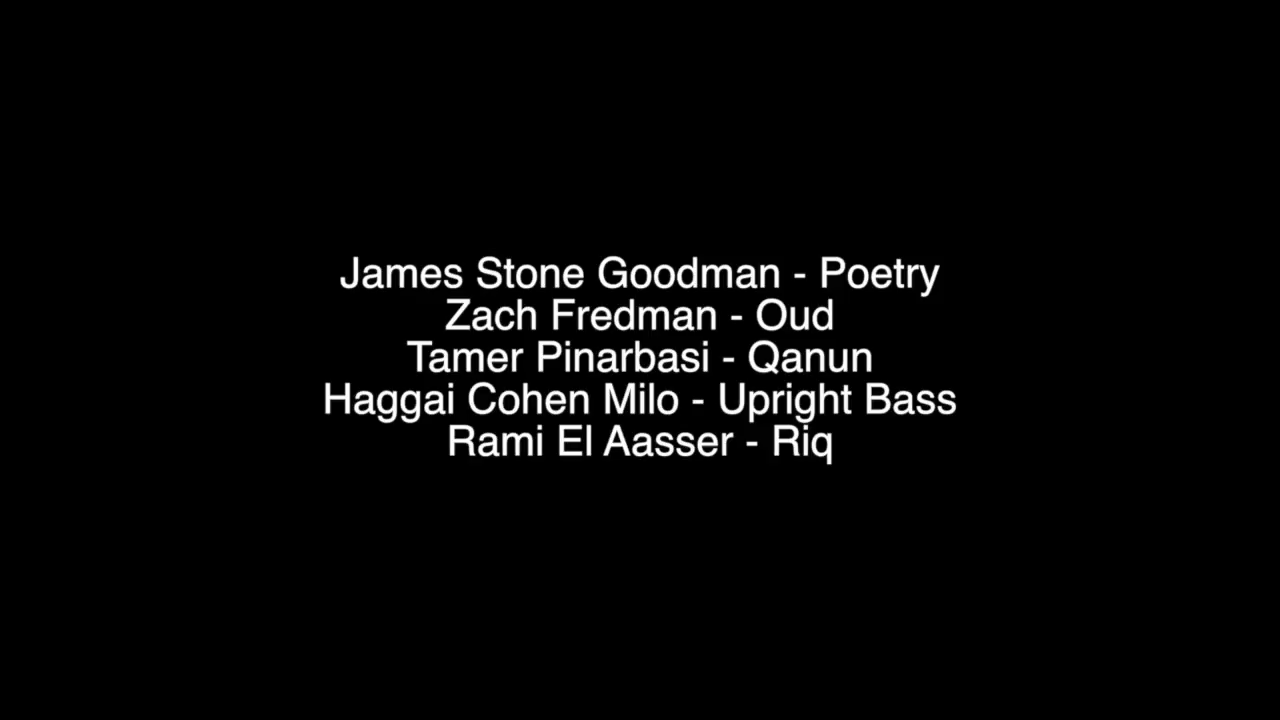 James Stone Goodman - Poetry
Zach Fredman - Oud
Tamer Pinarbasi - Qanun
Haggai Cohen Milo - Upright Bass
Rami El Aasser - Riq